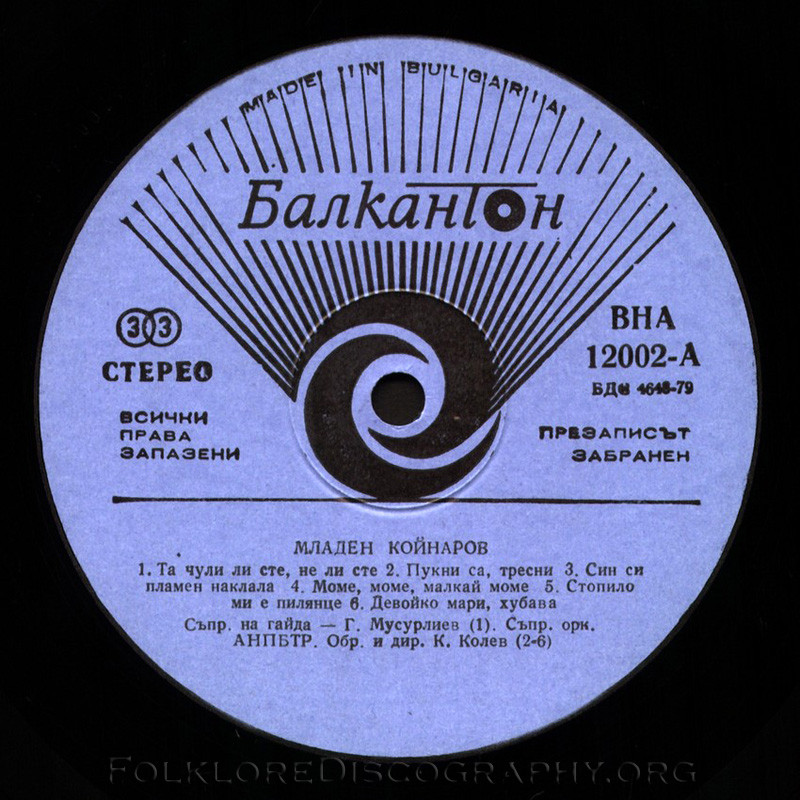 MADE IN BULGARIA
Балкантон
33
СТЕРЕО
ВСИЧКИ
ПРАВА
ЗАПАЗЕНИ
ВНА
12002-А
БДС 4648-79
ПРЕЗАПИСЪТ
ЗАБРАНЕН
МЛАДЕН КОЙНАРОВ
1. Та чули ли сте, не ли сте 2. Пукни са, тресни 3. Син си
пламен наклала 4. Моме, моме, малкай моме 5. Стопило
ми е пилянце 6. Девойко мари, хубава
Съпр. на гайда — Г. Мусурлиев (1). Съпр. орк.
АНПБТР. Обр. и дир. К. Колев (2-6)
FolkloreDiscography.org